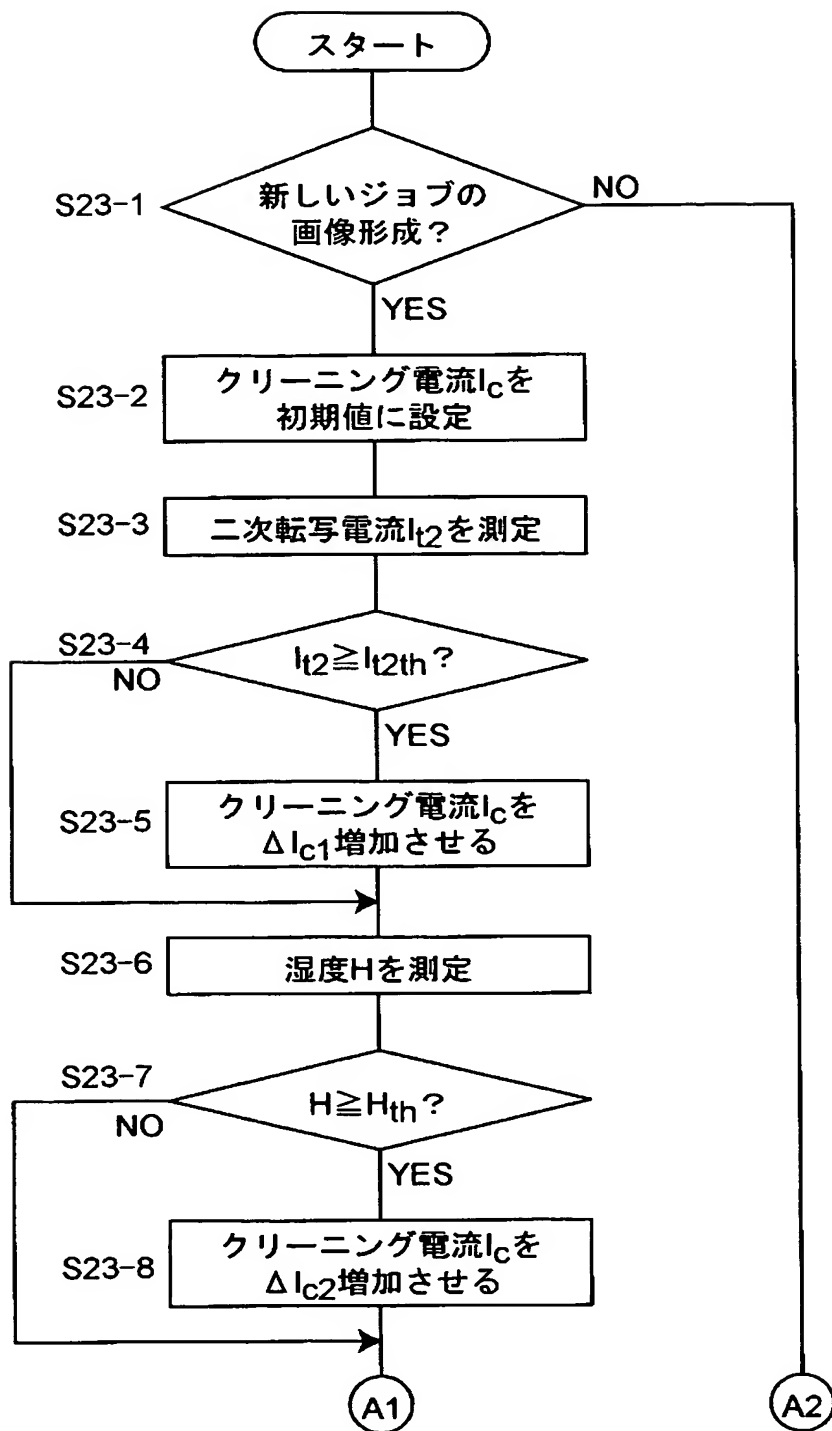 スタート
S23-1
新しいジョブの
画像形成？
NO
YES
S23-2
クリーニング電流Icを
初期値に設定
S23-3
二次転写電流It2を測定
S23-4
It2≧It2th？
NO
YES
S23-5
クリーニング電流Icを
ΔIc1増加させる
S23-6
湿度Hを測定
S23-7
H≧Hth？
NO
YES
S23-8
クリーニング電流Icを
ΔIc2増加させる
A1
A2